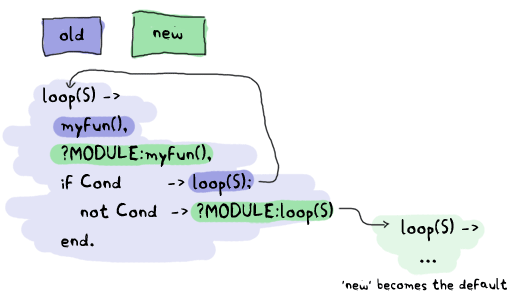 old
new
loop(S) ->
myFun(),
?MODULE:myFun(),
if Cond -> loop(S);
not Cond -> ?MODULE:loop(S)
end.
loop(S) ->
...
'new' becomes the default